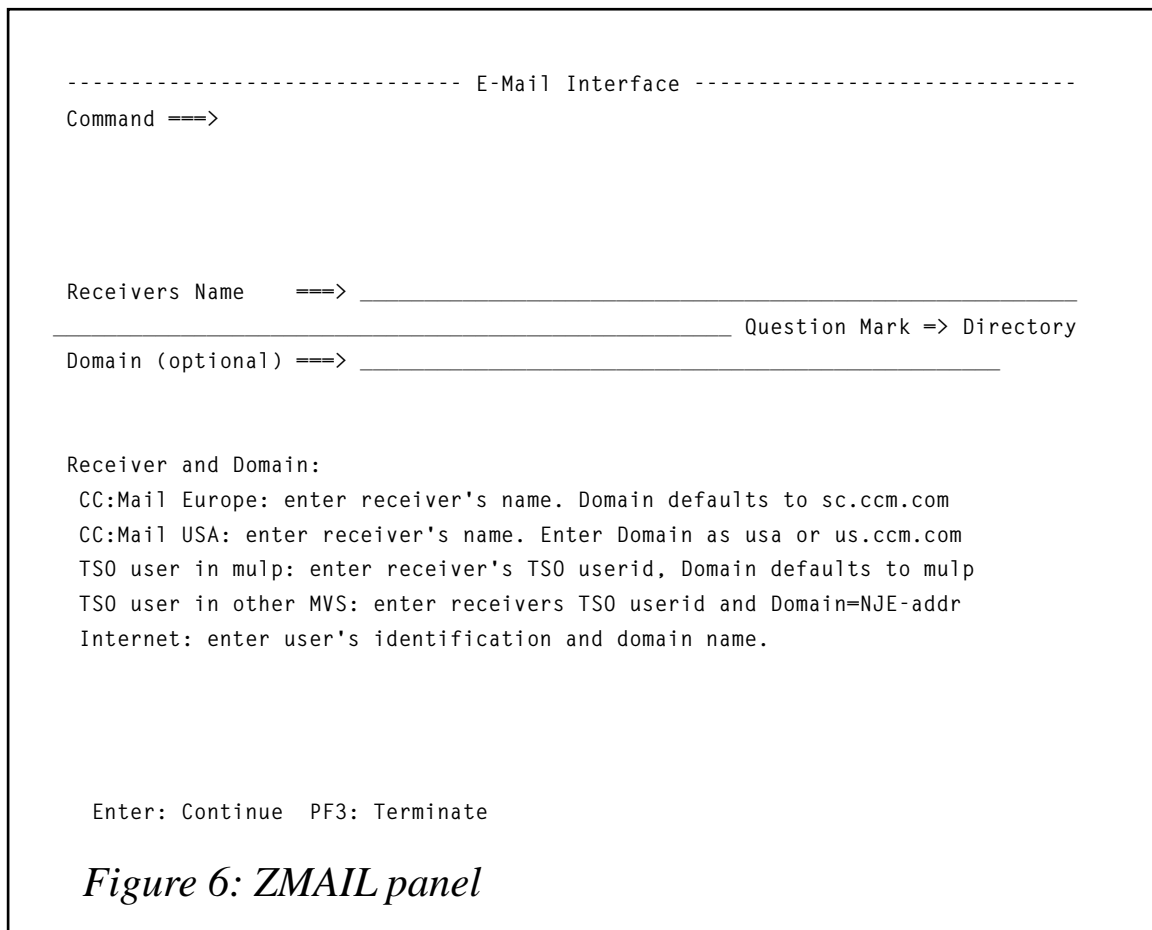 ------------------------------- E-Mail Interface ------------------------------
Command ===>
Receivers Name    ===> ________________________________________________________
_____________________________________________________ Question Mark => Directory
Domain (optional) ===> __________________________________________________
Receiver and Domain:
CC:Mail Europe: enter receiver's name. Domain defaults to sc.ccm.com
CC:Mail USA: enter receiver's name. Enter Domain as usa or us.ccm.com
TSO user in mulp: enter receiver's TSO userid, Domain defaults to mulp
TSO user in other MVS: enter receivers TSO userid and Domain=NJE-addr
Internet: enter user's identification and domain name.
Enter: Continue  PF3: Terminate
Figure 6: ZMAIL panel